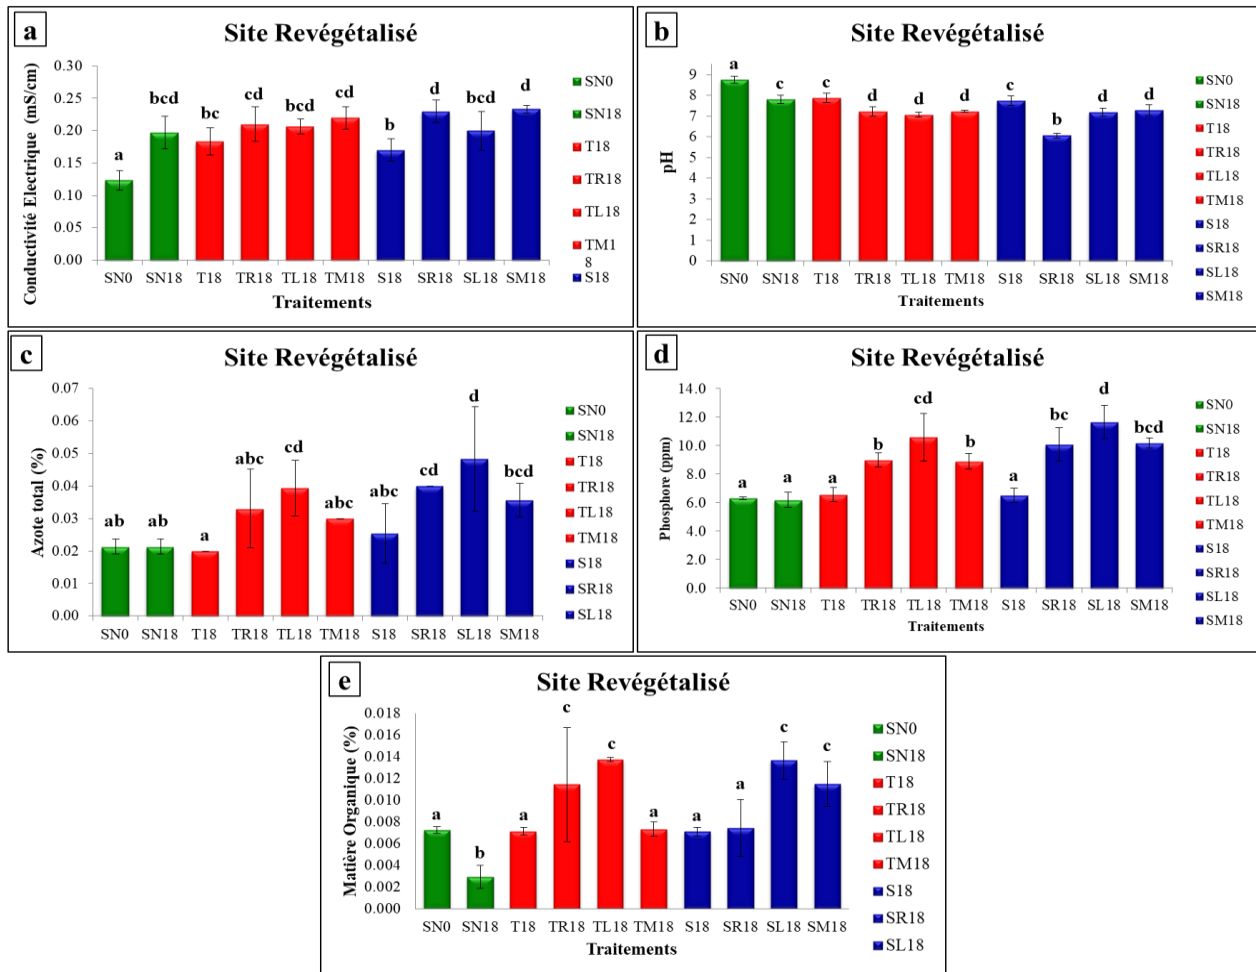 a
Site Revégétalisé
Conductivité Electrique (mS/cm)
0.30
0.25
0.20
0.15
0.10
0.05
0.00
a
bcd
bc
cd
bcd
cd
b
d
bcd
d
SN0 SN18 T18 TR18 TL18 TM18 S18 SR18 SL18 SM18
Traitements
SN0
SN18
T18
TR18
TL18
TM1
8
S18
b
Site Revégétalisé
pH
9
8
7
6
5
4
3
2
1
0
a
c
c
d
d
d
c
b
d
d
SN0 SN18 T18 TR18 TL18 TM18 S18 SR18 SL18 SM18
Traitements
SN0
SN18
T18
TR18
TL18
TM18
S18
SR18
SL18
SM18
c
Site Revégétalisé
Azote total (%)
0.07
0.06
0.05
0.04
0.03
0.02
0.01
0.00
ab
ab
a
abc
cd
abc
abc
cd
d
bcd
SN0 SN18 T18 TR18 TL18 TM18 S18 SR18 SL18 SM18
SN0
SN18
T18
TR18
TL18
TM18
S18
SR18
SL18
d
Site Revégétalisé
Phosphore (ppm)
14.0
12.0
10.0
8.0
6.0
4.0
2.0
0.0
a
a
a
b
cd
b
a
bc
d
bcd
SN0 SN18 T18 TR18 TL18 TM18 S18 SR18 SL18 SM18
Traitements
SN0
SN18
T18
TR18
TL18
TM18
S18
SR18
SL18
SM18
e
Site Revégétalisé
Matière Organique (%)
0.018
0.016
0.014
0.012
0.010
0.008
0.006
0.004
0.002
0.000
a
b
a
c
c
a
a
a
c
c
SN0 SN18 T18 TR18 TL18 TM18 S18 SR18 SL18 SM18
Traitements
SN0
SN18
T18
TR18
TL18
TM18
S18
SR18
SL18